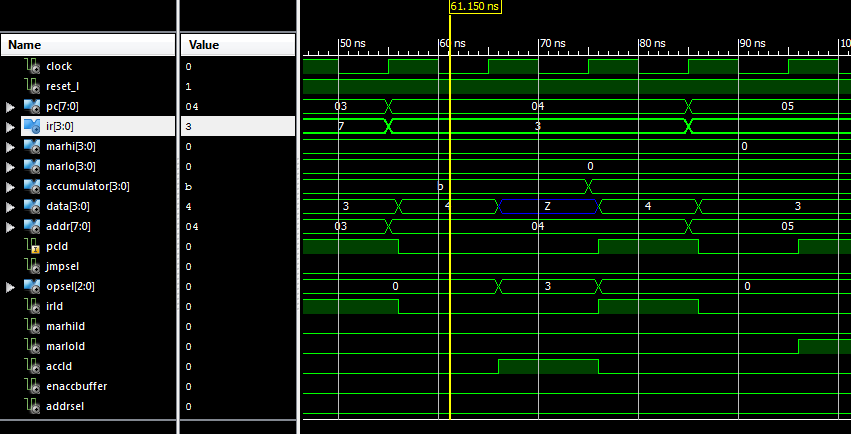 61.150 ns
Name Value 50 ns 60 ns 70 ns 80 ns 90 ns
clock 0
reset_l 1
pc[7:0] 04 03 04 05
ir[3:0] 3 7 3
marhi[3:0] 0 0
marlo[3:0] 0 0
accumulator[3:0] b b
data[3:0] 4 3 4 Z 4 3
addr[7:0] 04 03 04 05
pcld 0
jmpsel 0
opsel[2:0] 0 0 3 0
irld 0
marhild 0
marlold 0
accld 0
enaccbuffer 0
addrsel 0